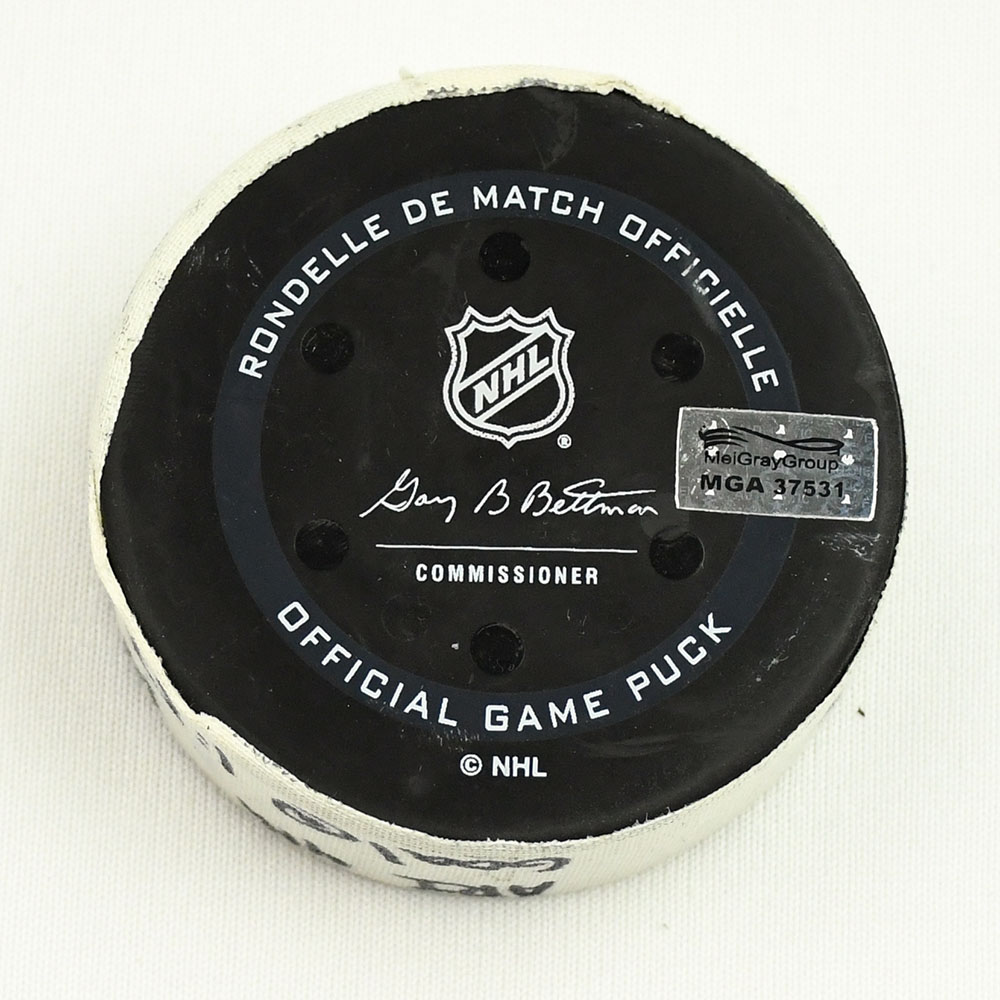 RONDELLE DE MATCH OFFICIELLE
NHL
®
MeiGrayGroup
MGA 37531
Gary B Bettman
COMMISSIONER
OFFICIAL GAME PUCK
© NHL